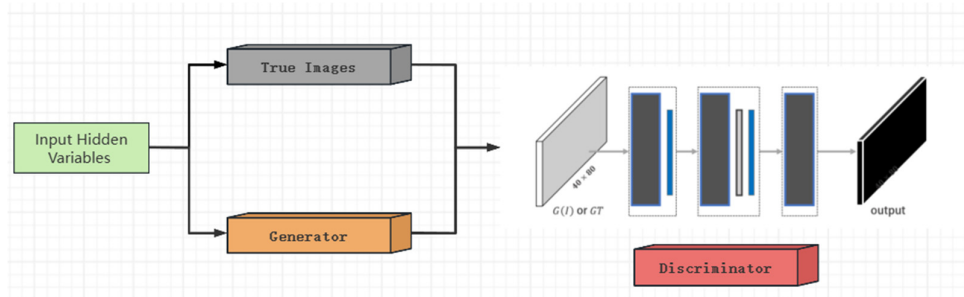 Input Hidden
Variables
True Images
Generator
40 × 80
G(I) or GT
output
Discriminator